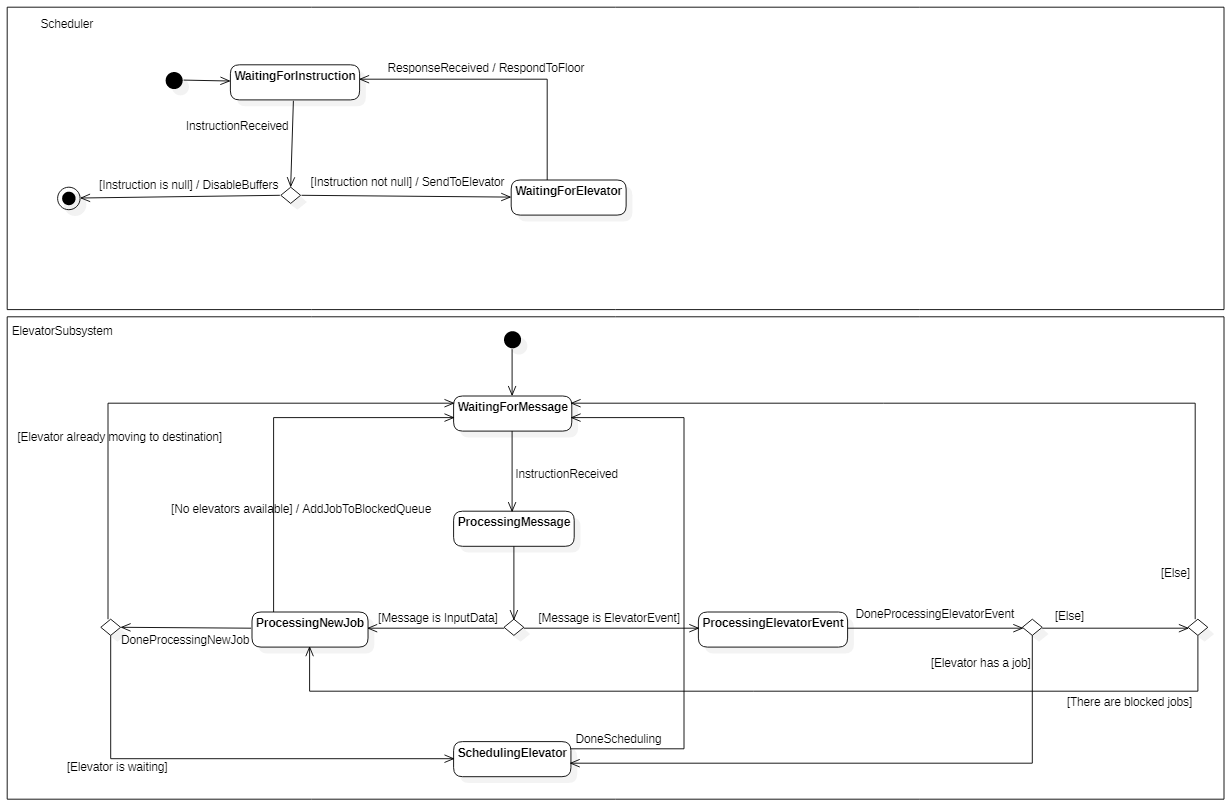 Scheduler
WaitingForInstruction
ResponseReceived / RespondToFloor
InstructionReceived
[Instruction is null] / DisableBuffers
[Instruction not null] / SendToElevator
WaitingForElevator
ElevatorSubsystem
WaitingForMessage
[Elevator already moving to destination]
InstructionReceived
[No elevators available] / AddJobToBlockedQueue
ProcessingMessage
[Else]
ProcessingNewJob
[Message is InputData]
[Message is ElevatorEvent]
ProcessingElevatorEvent
DoneProcessingElevatorEvent
[Else]
DoneProcessingNewJob
[Elevator has a job]
[There are blocked jobs]
DoneScheduling
SchedulingElevator
[Elevator is waiting]